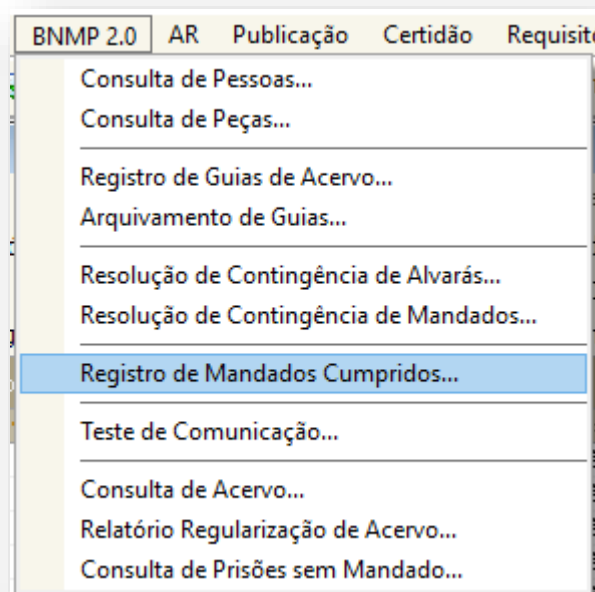 BNMP 2.0 AR Publicação Certidão
Consulta de Pessoas...
Consulta de Peças...
Registro de Guias de Acervo...
Arquivamento de Guias...
Resolução de Contingência de Alvarás...
Resolução de Contingência de Mandados...
Registro de Mandados Cumpridos...
Teste de Comunicação...
Consulta de Acervo...
Relatório Regularização de Acervo...
Consulta de Prisões sem Mandado...